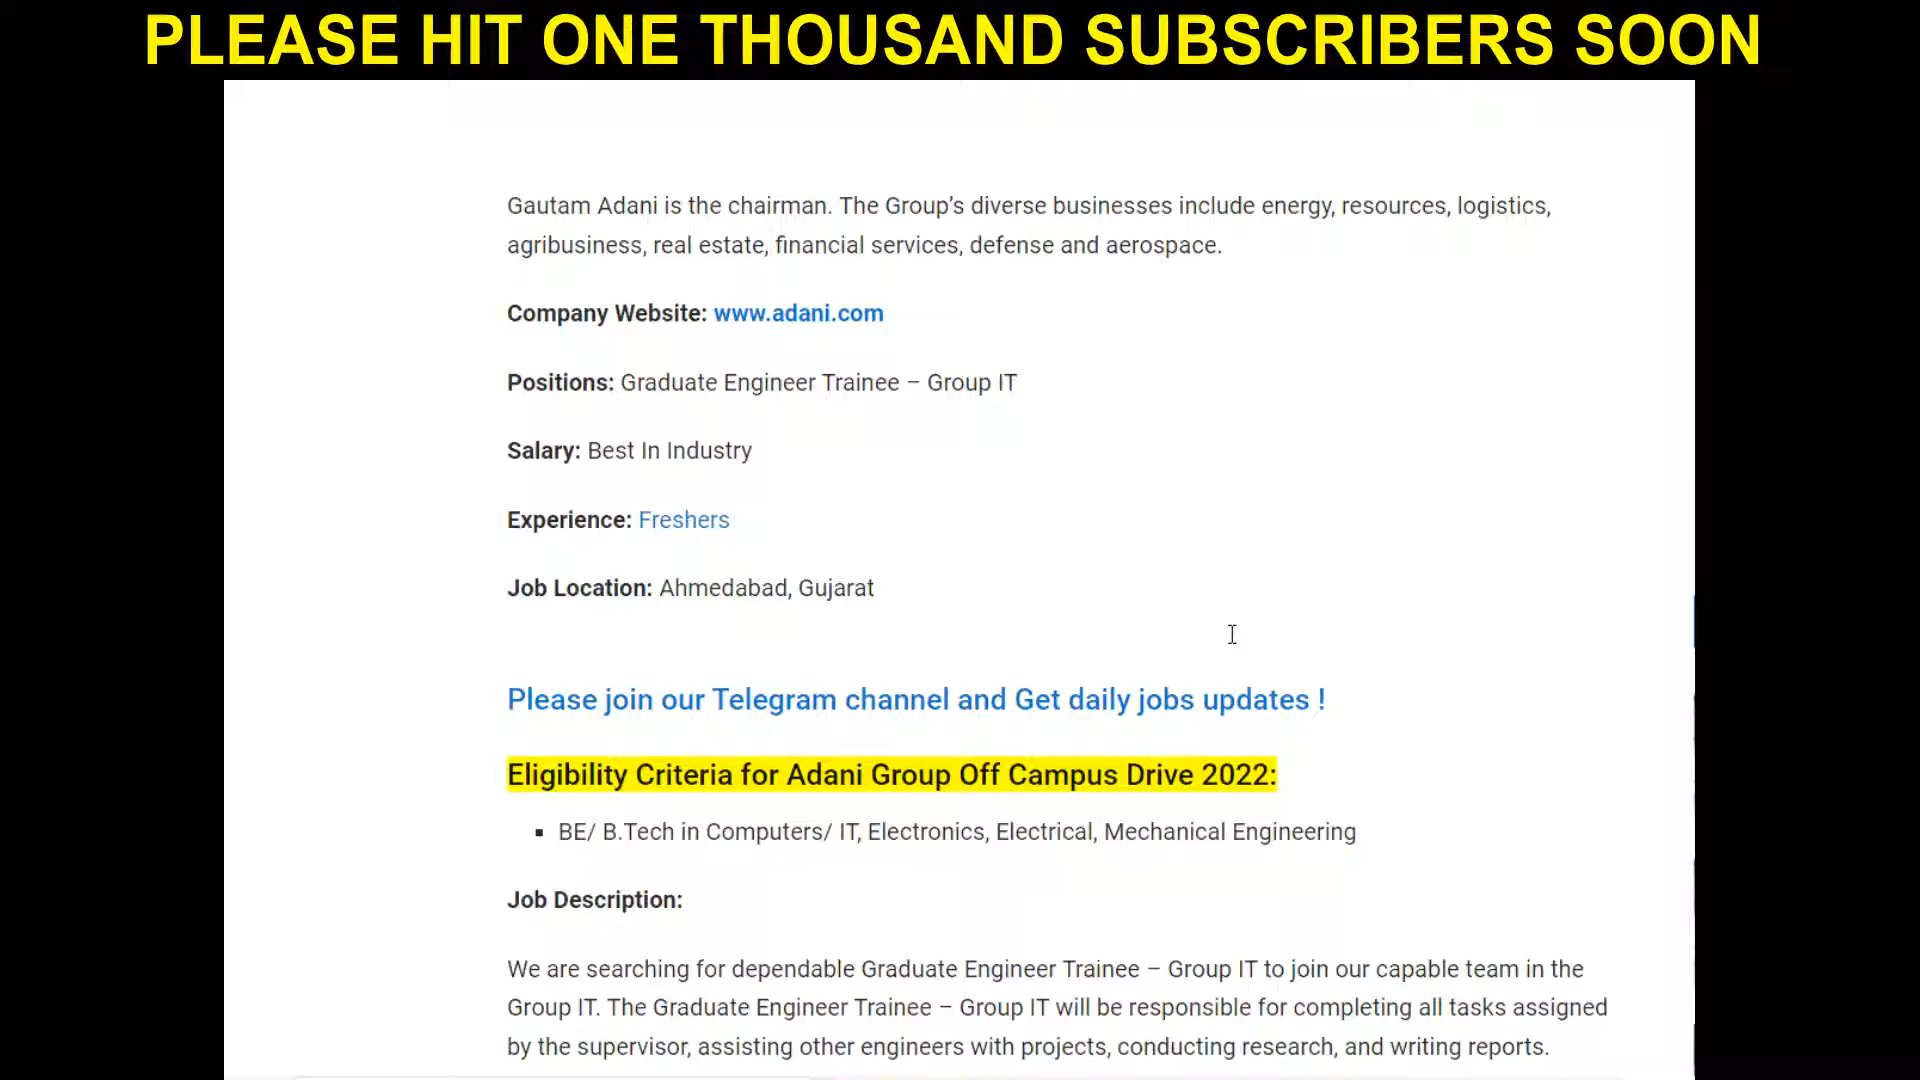 PLEASE HIT ONE THOUSAND SUBSCRIBERS SOON
Gautam Adani is the chairman. The Group’s diverse businesses include energy, resources, logistics,
agribusiness, real estate, financial services, defense and aerospace.
Company Website: www.adani.com
Positions: Graduate Engineer Trainee – Group IT
Salary: Best In Industry
Experience: Freshers
Job Location: Ahmedabad, Gujarat
Please join our Telegram channel and Get daily jobs updates !
Eligibility Criteria for Adani Group Off Campus Drive 2022:
▪ BE/ B.Tech in Computers/ IT, Electronics, Electrical, Mechanical Engineering
Job Description:
We are searching for dependable Graduate Engineer Trainee – Group IT to join our capable team in the
Group IT. The Graduate Engineer Trainee – Group IT will be responsible for completing all tasks assigned
by the supervisor, assisting other engineers with projects, conducting research, and writing reports.